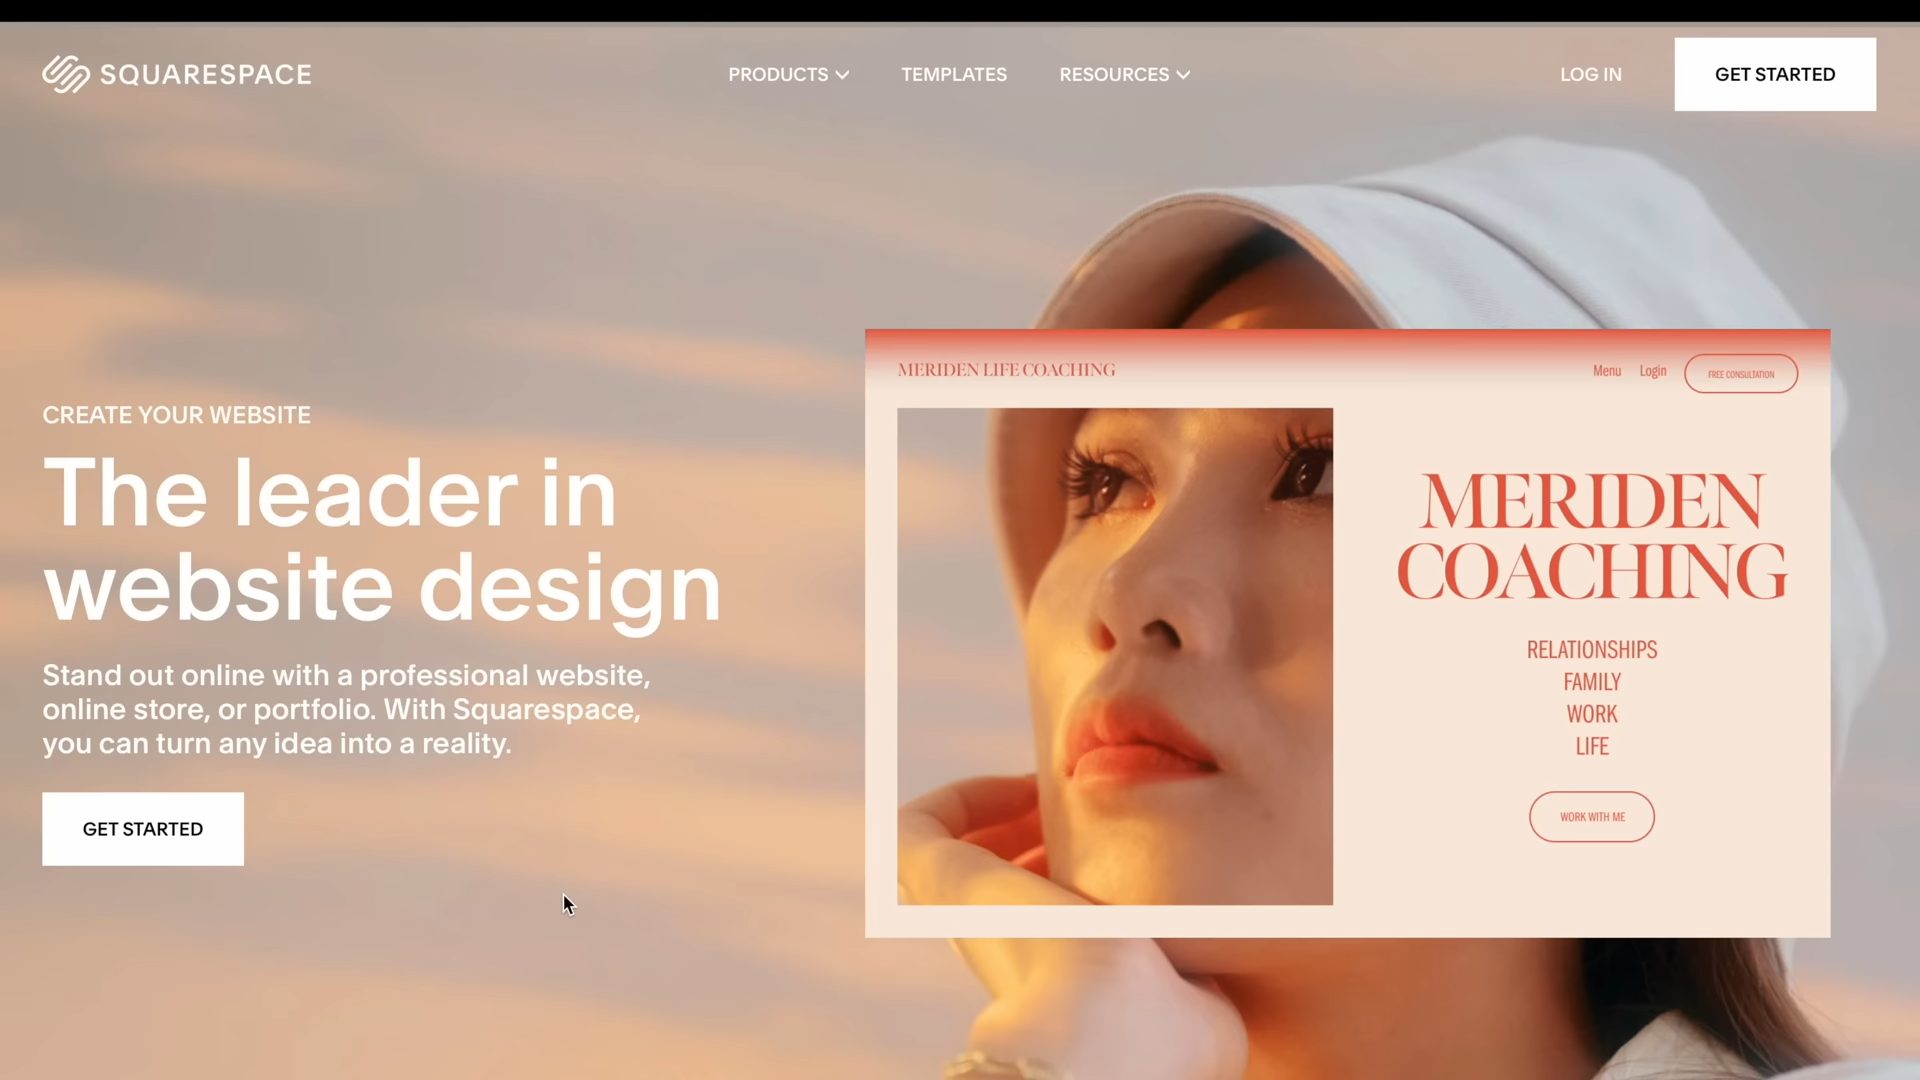 SQUARESPACE
PRODUCTS
TEMPLATES
RESOURCES
LOG IN
GET STARTED
CREATE YOUR WEBSITE
The leader in
website design
Stand out online with a professional website,
online store, or portfolio. With Squarespace,
you can turn any idea into a reality.
GET STARTED
MERIDEN LIFE COACHING
Menu
Login
FREE CONSULTATION
MERIDEN
COACHING
RELATIONSHIPS
FAMILY
WORK
LIFE
WORK WITH ME